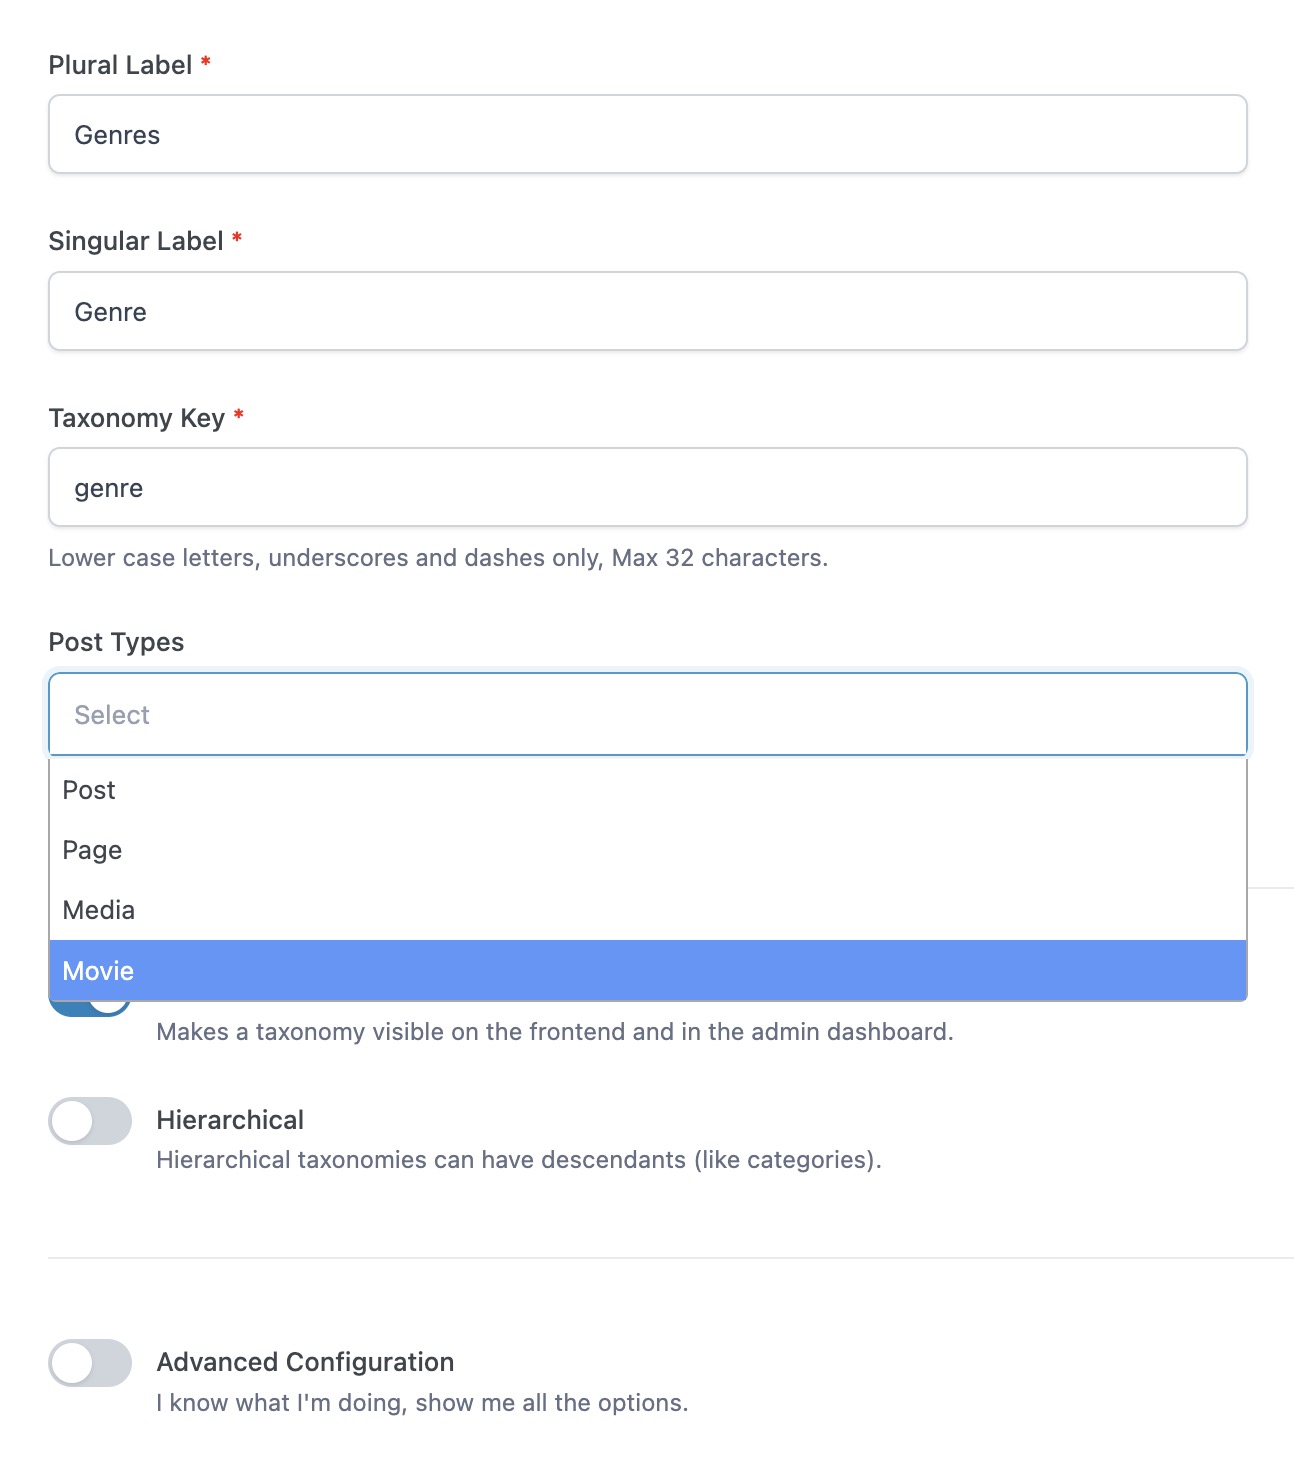 Plural Label *
Genres
Singular Label *
Genre
Taxonomy Key *
genre
Lower case letters, underscores and dashes only, Max 32 characters.
Post Types
Select
Post
Page
Media
Movie
Makes a taxonomy visible on the frontend and in the admin dashboard.
Hierarchical
Hierarchical taxonomies can have descendants (like categories).
Advanced Configuration
I know what I'm doing, show me all the options.